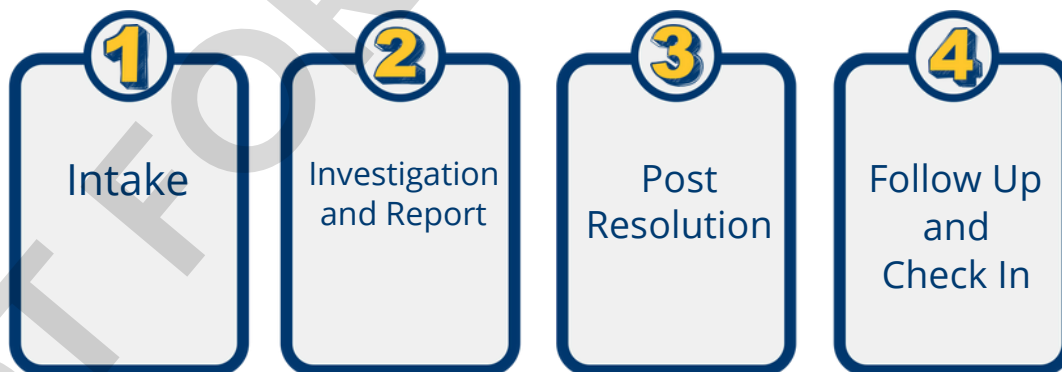 1
Intake
2
Investigation
and Report
3
Post
Resolution
4
Follow Up
and
Check In